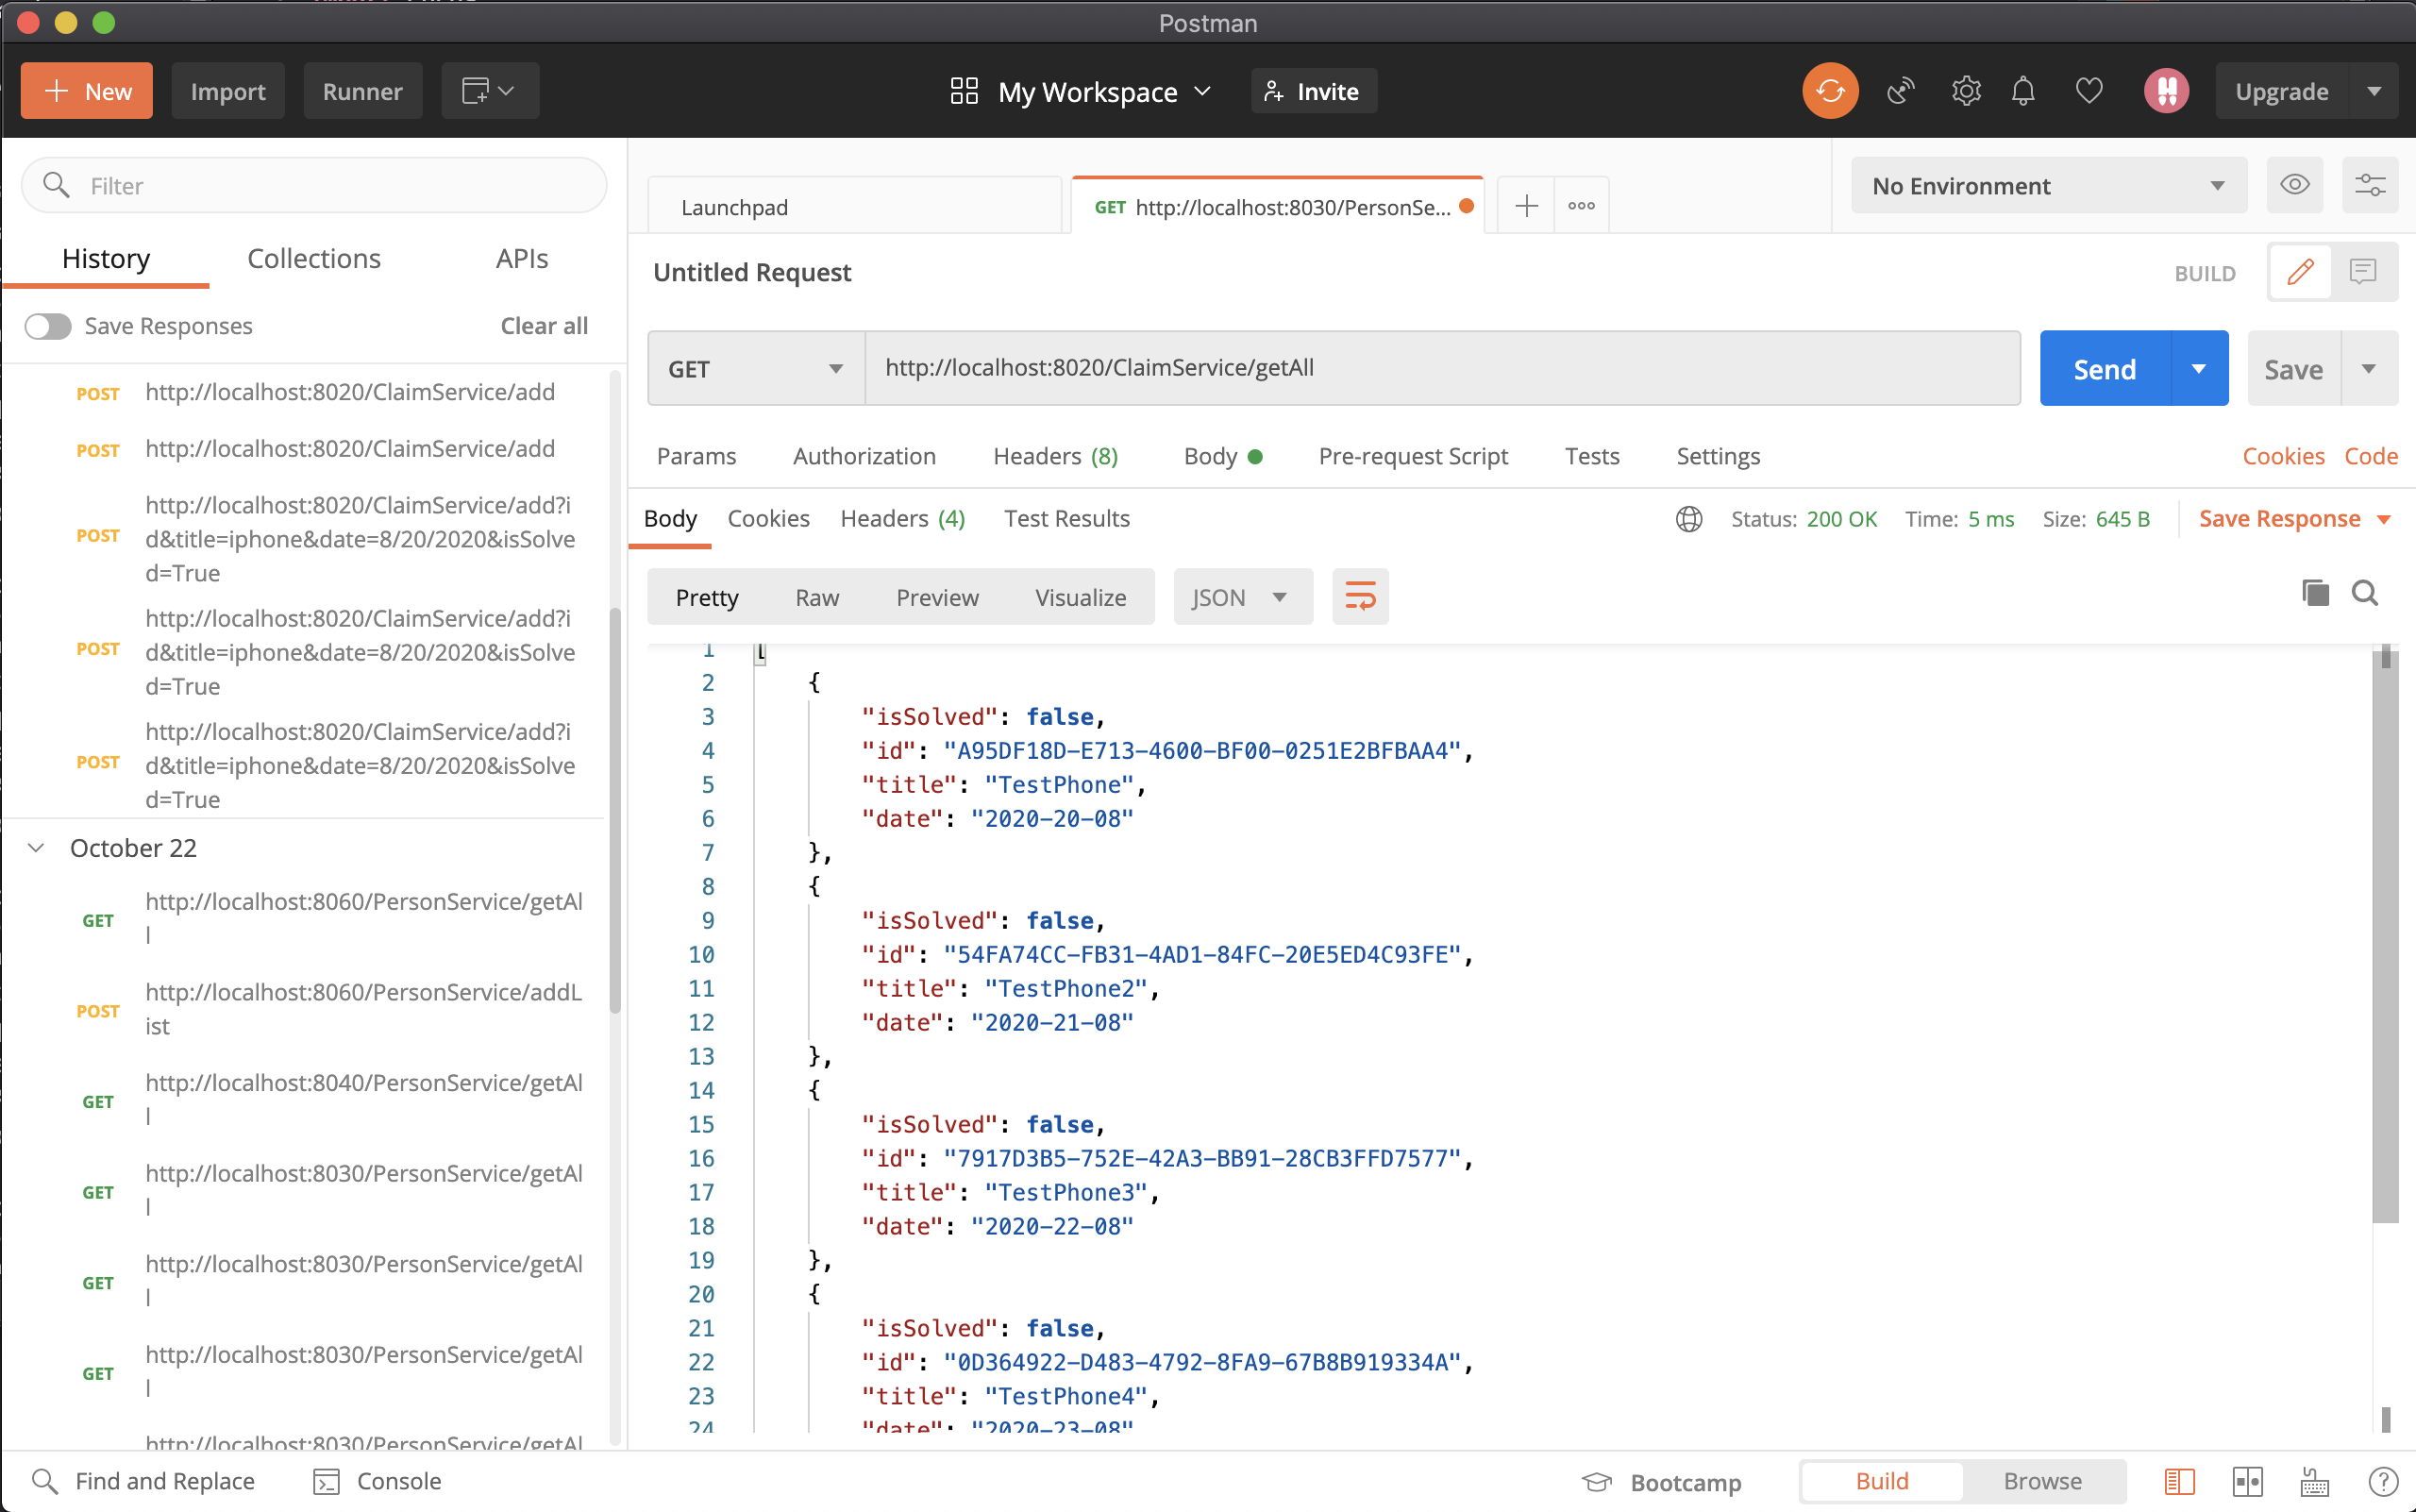 Postman
New
Import
Runner
My Workspace
Invite
Upgrade
Filter
History
Collections
APIs
Save Responses
Clear all
POST http://localhost:8020/ClaimService/add
POST http://localhost:8020/ClaimService/add
http://localhost:8020/ClaimService/add?i
POST d&title=iphone&date=8/20/2020&isSolve
d=True
http://localhost:8020/ClaimService/add?i
POST d&title=iphone&date=8/20/2020&isSolve
d=True
http://localhost:8020/ClaimService/add?i
POST d&title=iphone&date=8/20/2020&isSolve
d=True
October 22
GET http://localhost:8060/PersonService/getAl
l
POST http://localhost:8060/PersonService/addL
ist
GET http://localhost:8040/PersonService/getAl
l
GET http://localhost:8030/PersonService/getAl
l
GET http://localhost:8030/PersonService/getAl
l
GET http://localhost:8030/PersonService/getAl
l
http://localhost:8030/PersonService/getAl
Launchpad
GET http://localhost:8030/PersonSe...
No Environment
Untitled Request
BUILD
GET
http://localhost:8020/ClaimService/getAll
Send
Save
Params
Authorization
Headers (8)
Body
Pre-request Script
Tests
Settings
Cookies
Code
Body
Cookies
Headers (4)
Test Results
Status: 200 OK
Time: 5 ms
Size: 645 B
Save Response
Pretty
Raw
Preview
Visualize
JSON
1 [
2 {
3 "isSolved": false,
4 "id": "A95DF18D-E713-4600-BF00-0251E2BFBAA4",
5 "title": "TestPhone",
6 "date": "2020-20-08"
7 },
8 {
9 "isSolved": false,
10 "id": "54FA74CC-FB31-4AD1-84FC-20E5ED4C93FE",
11 "title": "TestPhone2",
12 "date": "2020-21-08"
13 },
14 {
15 "isSolved": false,
16 "id": "7917D3B5-752E-42A3-BB91-28CB3FFD7577",
17 "title": "TestPhone3",
18 "date": "2020-22-08"
19 },
20 {
21 "isSolved": false,
22 "id": "0D364922-D483-4792-8FA9-67B8B919334A",
23 "title": "TestPhone4",
24 "date": "2020-23-08"
Find and Replace
Console
Bootcamp
Build
Browse